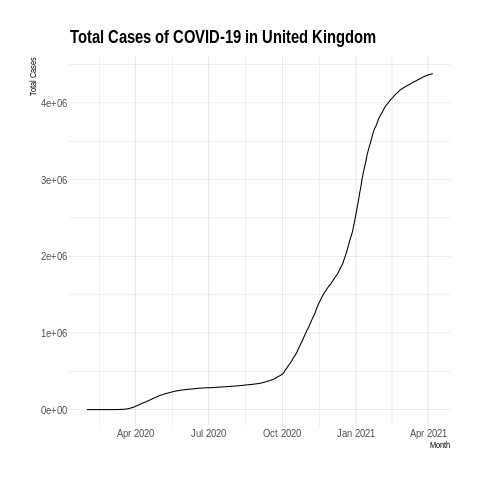 Total Cases of COVID-19 in United Kingdom
Total Cases
4e+06
3e+06
2e+06
1e+06
0e+00
Apr 2020 Jul 2020 Oct 2020 Jan 2021 Apr 2021
Month